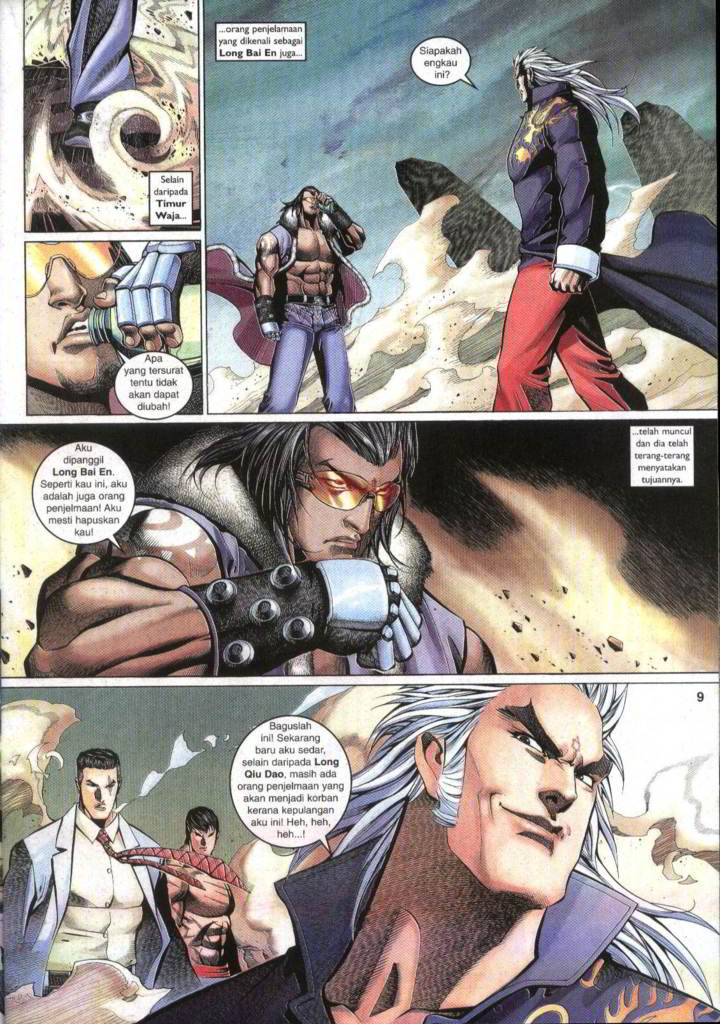 Selain
daripada
Timur
Waja...
...orang penjelamaan
yang dikenali sebagai
Long Bai En juga...
Siapakah
engkau
ini?
Apa
yang tersurat
tentu tidak
akan dapat
diubah!
...telah muncul
dan dia telah
terang-terang
menyatakan
tujuannya.
Aku
dipanggil
Long Bai En.
Seperti kau ini, aku
adalah juga orang
penjelmaan! Aku
mesti hapuskan
kau!
9
Baguslah
ini! Sekarang
baru aku sedar,
selain daripada Long
Qiu Dao, masih ada
orang penjelmaan yang
akan menjadi korban
kerana kepulangan
aku ini! Heh, heh,
heh...!